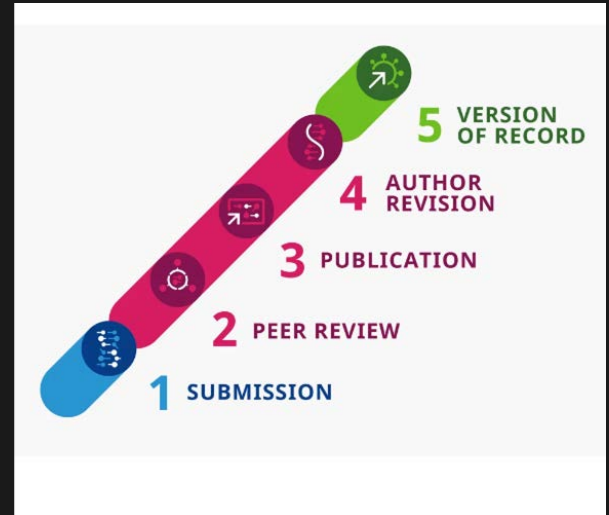 5 VERSION
OF RECORD
4 AUTHOR
REVISION
3 PUBLICATION
2 PEER REVIEW
1 SUBMISSION